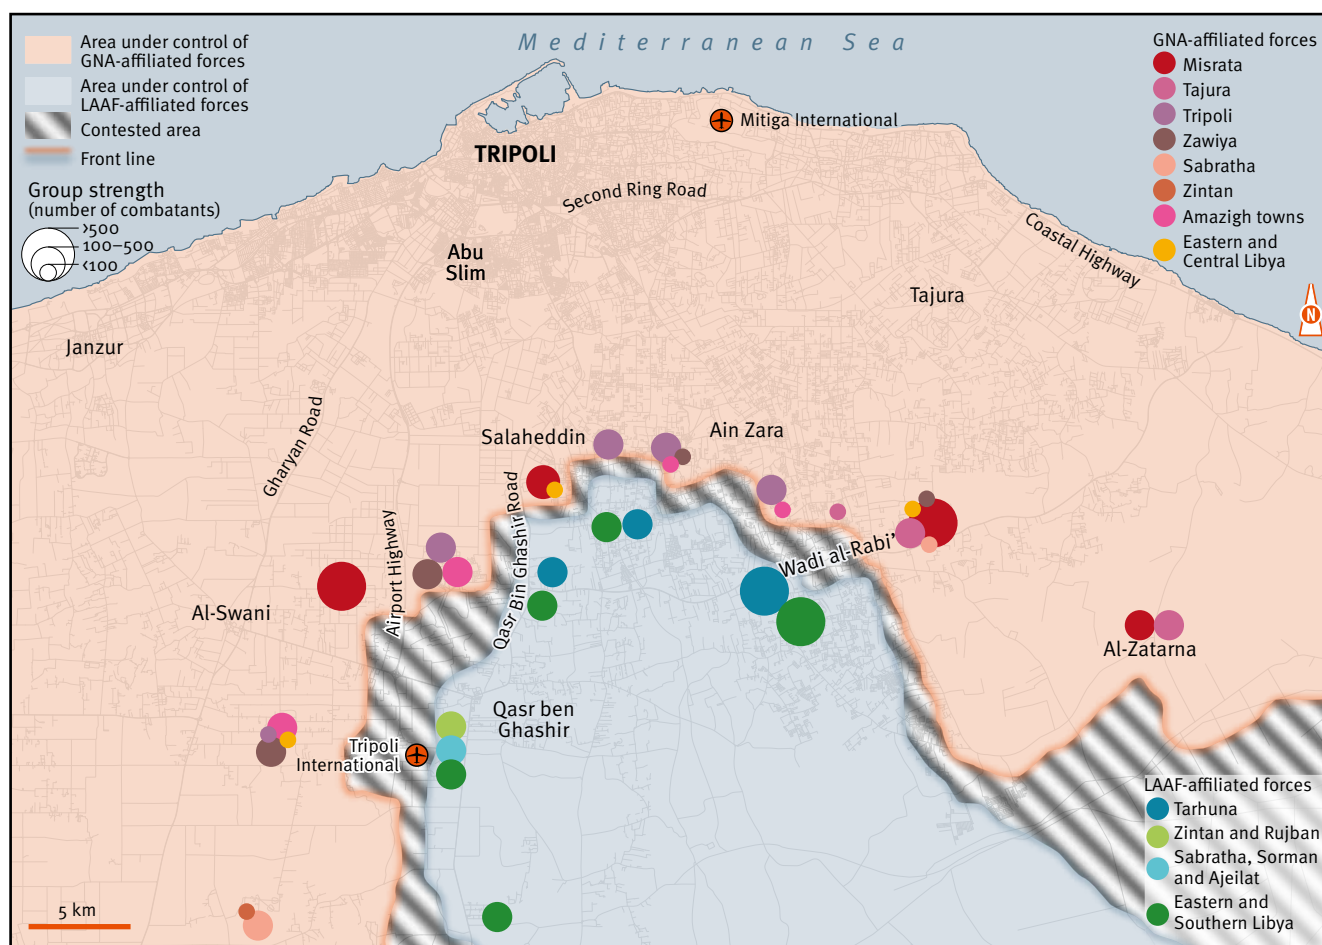 Mediterranean Sea
Area under control of
GNA-affiliated forces
Area under control of
LAAF-affiliated forces
Contested area
Front line
Group strength
(number of combatants)
>500
100–500
<100
GNA-affiliated forces
Misrata
Tajura
Tripoli
Zawiya
Sabratha
Zintan
Amazigh towns
Eastern and
Central Libya
N
Mitiga International
TRIPOLI
Second Ring Road
Coastal Highway
Abu
Slim
Tajura
Janzur
Gharyan Road
Salaheddin
Ain Zara
Airport Highway
Qasr Bin Ghashir Road
Wadi al-Rabi’
Al-Swani
Al-Zatarna
Qasr ben
Ghashir
Tripoli
International
LAAF-affiliated forces
Tarhuna
Zintan and Rujban
Sabratha, Sorman
and Ajeilat
Eastern and
Southern Libya
5 km